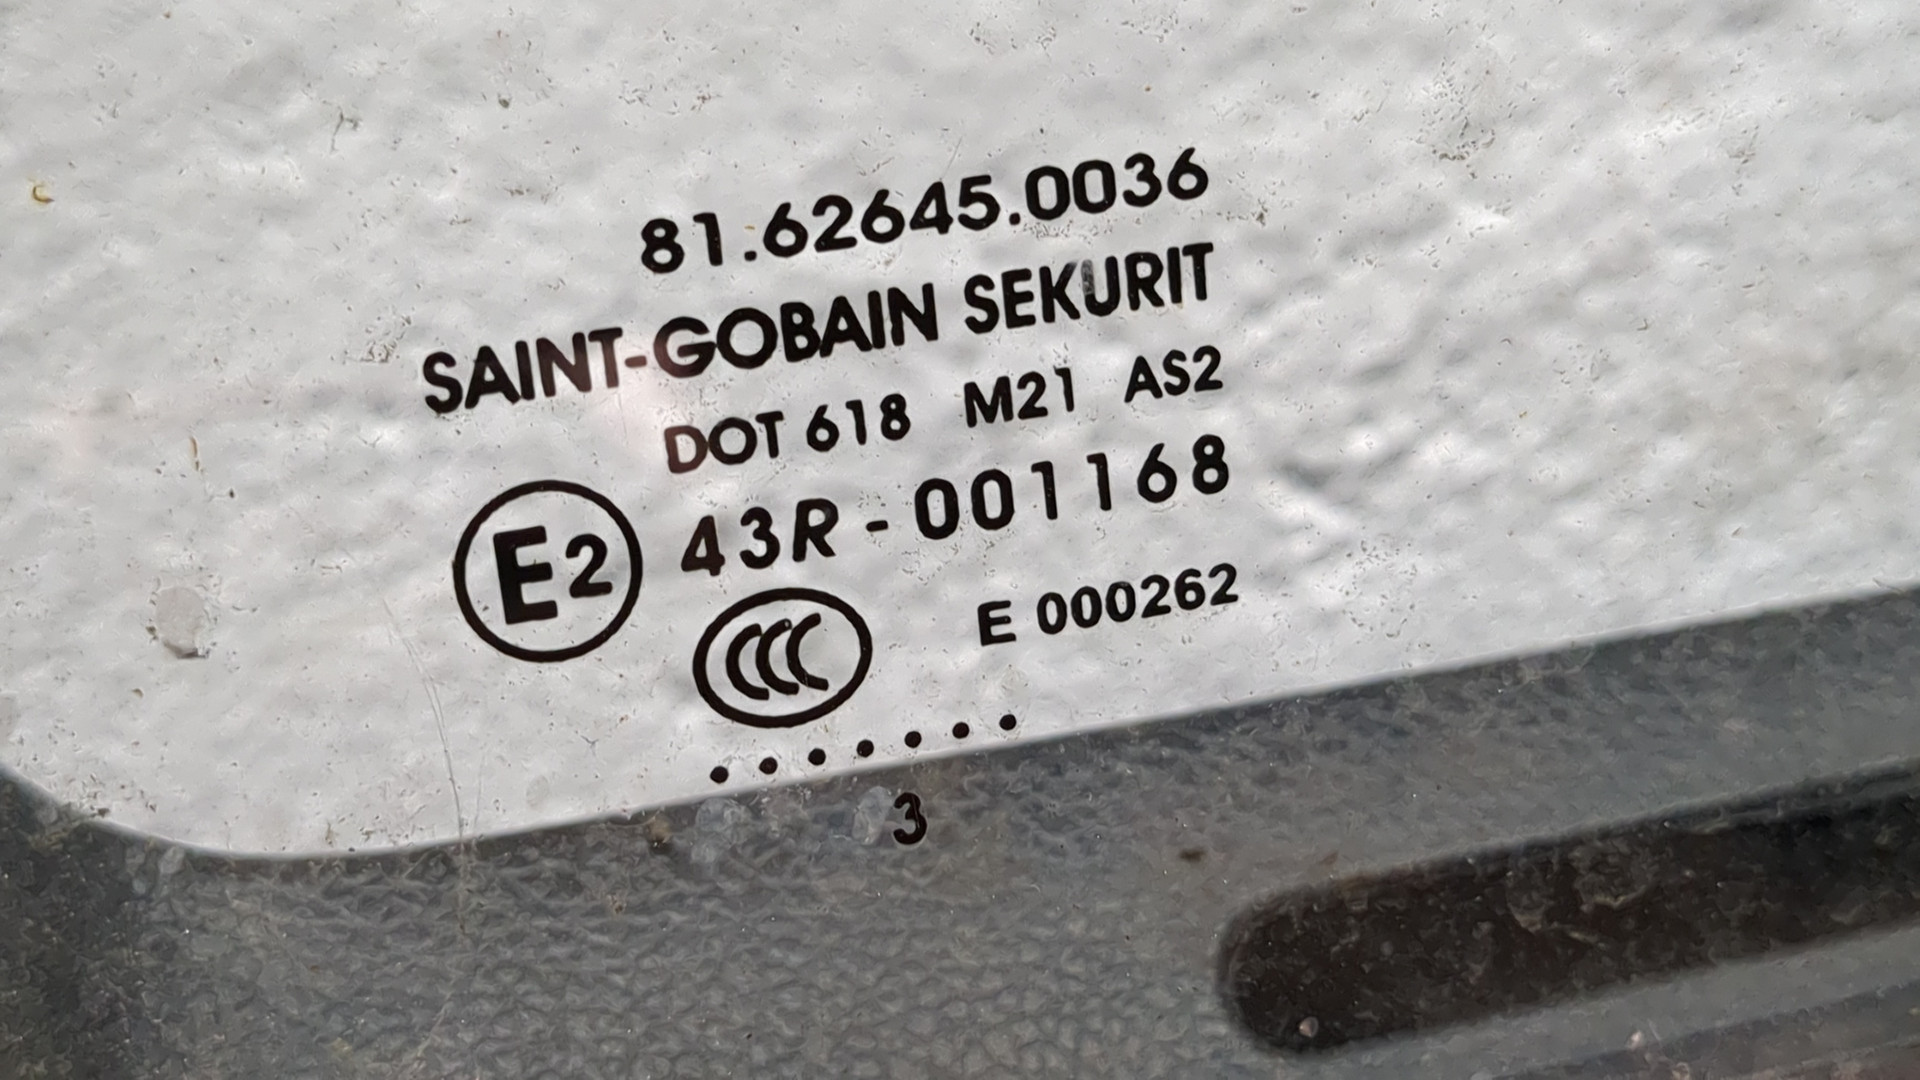 81.62645.0036
SAINT-GOBAIN SEKURIT
DOT 618 M21 AS2
E2 43R - 001168
CCC E 000262
.......
3